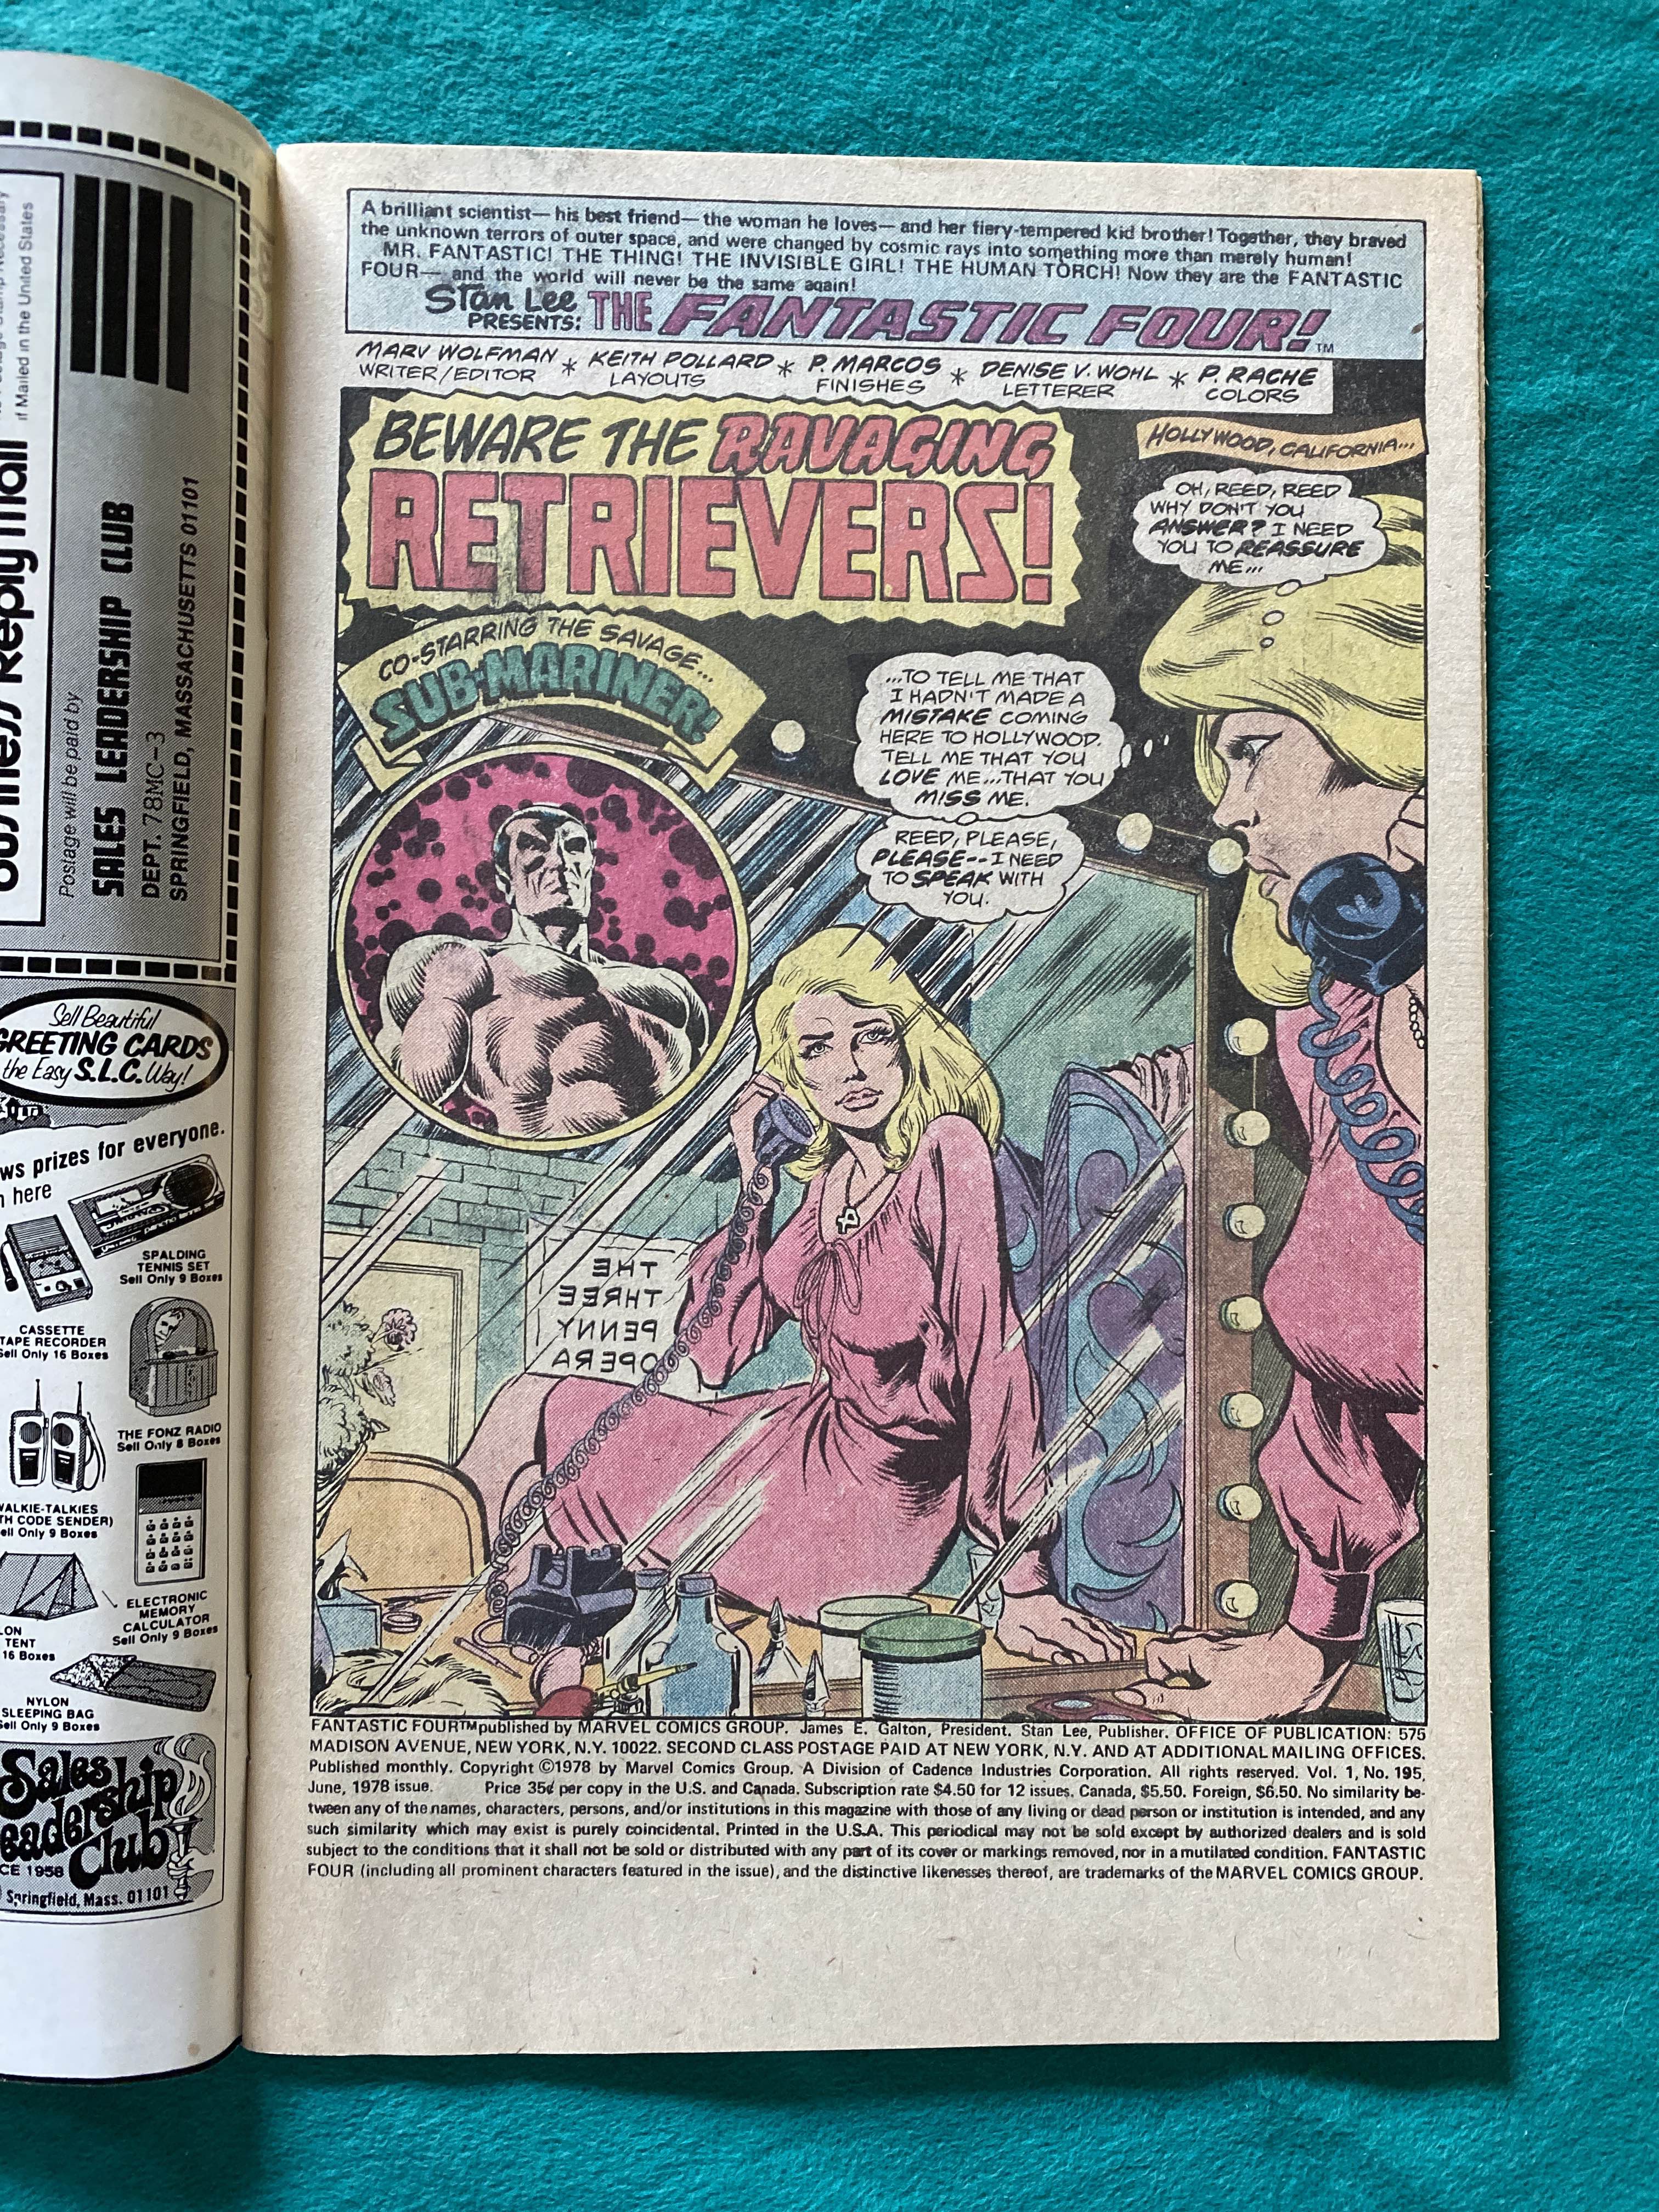 if Mailed in the United States
Reply Mail
Postage will be paid by
SALES LEADERSHIP CLUB
DEPT. 78MC-3
SPRINGFIELD, MASSACHUSETTS 01101
Sell Beautiful
GREETING CARDS
the Easy S.L.C. Way!
prizes for everyone.
here
SPALDING
TENNIS SET
Sell Only 9 Boxes
CASSETTE
TAPE RECORDER
Sell Only 16 Boxes
THE FONZ RADIO
Sell Only 8 Boxes
WALKIE-TALKIES
CODE SENDER)
Sell Only 9 Boxes
ELECTRONIC
MEMORY
CALCULATOR
Sell Only 9 Boxes
TENT
16 Boxes
NYLON
SLEEPING BAG
Sell Only 9 Boxes
Sales
Leadership
Club
1958
Springfield, Mass. 01101
A brilliant scientist— his best friend— the woman he loves— and her fiery-tempered kid brother! Together, they braved
the unknown terrors of outer space, and were changed by cosmic rays into something more than merely human!
MR. FANTASTIC! THE THING! THE INVISIBLE GIRL! THE HUMAN TORCH! Now they are the FANTASTIC
FOUR— and the world will never be the same again!
Stan Lee
PRESENTS: THE FANTASTIC FOUR!™
MARV WOLFMAN * KEITH POLLARD * P. MARCOS * DENISE V. WOHL * P. RACHE
WRITER/EDITOR LAYOUTS FINISHES LETTERER COLORS
BEWARE THE RAVAGING
RETRIEVERS!
HOLLYWOOD, CALIFORNIA...
OH, REED, REED
WHY DON'T YOU
ANSWER? I NEED
YOU TO REASSURE
ME...
CO-STARRING THE SAVAGE...
SUB-MARINER!
...TO TELL ME THAT
I HADN'T MADE A
MISTAKE COMING
HERE TO HOLLYWOOD.
TELL ME THAT YOU
LOVE ME...THAT YOU
MISS ME.
REED, PLEASE,
PLEASE--I NEED
TO SPEAK WITH
YOU.
THE
THREE
PENNY
OPERA
FANTASTIC FOUR™ published by MARVEL COMICS GROUP. James E. Galton, President. Stan Lee, Publisher. OFFICE OF PUBLICATION: 575
MADISON AVENUE, NEW YORK, N.Y. 10022. SECOND CLASS POSTAGE PAID AT NEW YORK, N.Y. AND AT ADDITIONAL MAILING OFFICES.
Published monthly. Copyright ©1978 by Marvel Comics Group. A Division of Cadence Industries Corporation. All rights reserved. Vol. 1, No. 195,
June, 1978 issue. Price 35¢ per copy in the U.S. and Canada. Subscription rate $4.50 for 12 issues. Canada, $5.50. Foreign, $6.50. No similarity be-
tween any of the names, characters, persons, and/or institutions in this magazine with those of any living or dead person or institution is intended, and any
such similarity which may exist is purely coincidental. Printed in the U.S.A. This periodical may not be sold except by authorized dealers and is sold
subject to the conditions that it shall not be sold or distributed with any part of its cover or markings removed, nor in a mutilated condition. FANTASTIC
FOUR (including all prominent characters featured in the issue), and the distinctive likenesses thereof, are trademarks of the MARVEL COMICS GROUP.